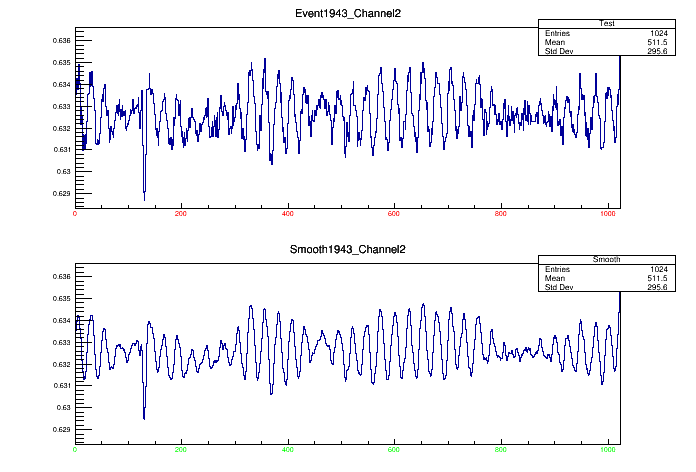 Event1943_Channel2
Test
Entries 1024
Mean 511.5
Std Dev 295.6
0.636
0.635
0.634
0.633
0.632
0.631
0.63
0.629
0 200 400 600 800 1000
Smooth1943_Channel2
Smooth
Entries 1024
Mean 511.5
Std Dev 295.6
0.636
0.635
0.634
0.633
0.632
0.631
0.63
0.629
0 200 400 600 800 1000